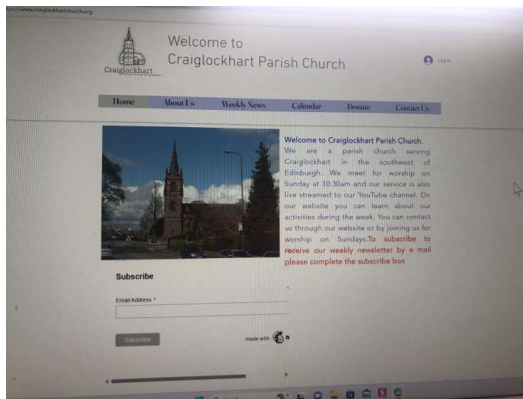 www.craiglockhartchurch.org
Welcome to
Craiglockhart Parish Church
Craiglockhart
Log In
Home About Us Weekly News Calendar Donate Contact Us
Welcome to Craiglockhart Parish Church.
We are a parish church serving
Craiglockhart in the southwest of
Edinburgh. We meet for worship on
Sunday at 10.30am and our service is also
live streamed to our YouTube channel. On
our website you can learn about our
activities during the week. You can contact
us through our website or by joining us for
worship on Sundays.To subscribe to
receive our weekly newsletter by e mail
please complete the subscribe box
Subscribe
Email Address *
Subscribe
made with